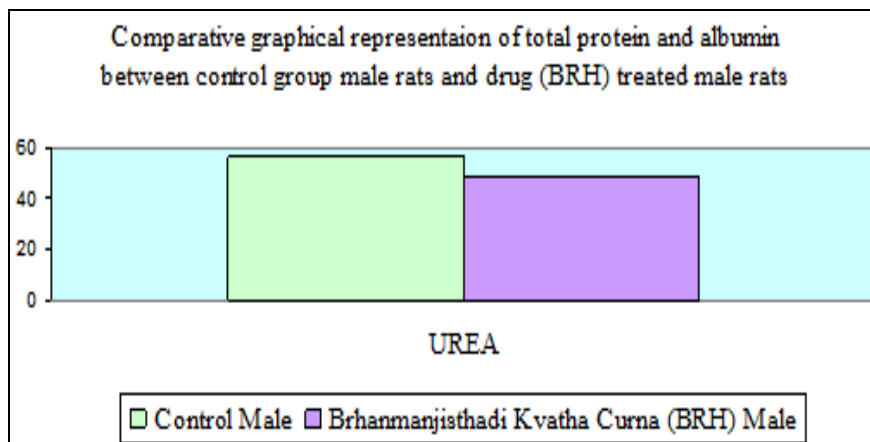 Comparative graphical representaion of total protein and albumin
between control group male rats and drug (BRH) treated male rats
60
40
20
0
UREA
Control Male Brhanmanjisthadi Kvatha Curna (BRH) Male